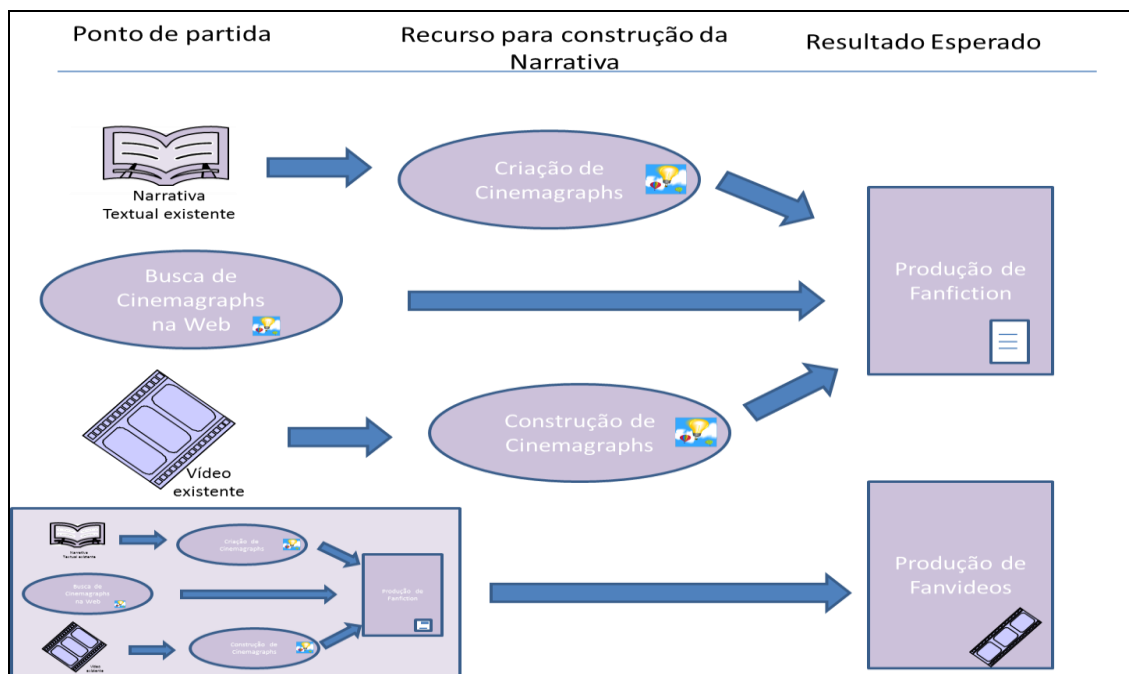 Ponto de partida
Recurso para construção da
Narrativa
Resultado Esperado
Narrativa
Textual existente
Criação de
Cinemagraphs
Busca de
Cinemagraphs
na Web
Produção de
Fanfiction
Vídeo
existente
Construção de
Cinemagraphs
Narrativa
Textual existente
Criação de
Cinemagraphs
Busca de
Cinemagraphs
na Web
Produção de
Fanfiction
Vídeo
existente
Construção de
Cinemagraphs
Produção de
Fanvideos